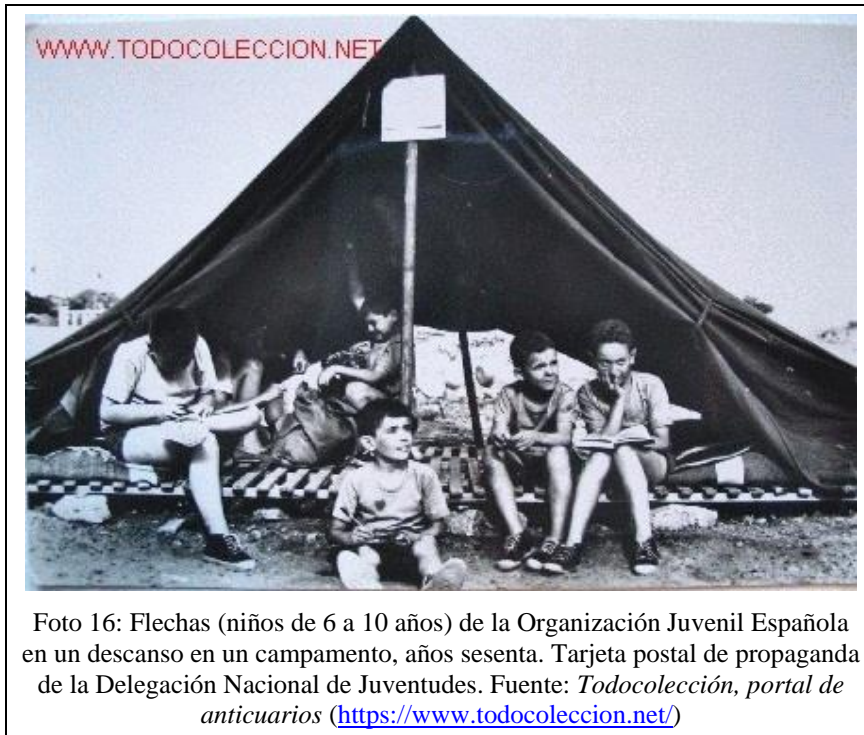 WWW.TODOCOLECCION.NET
Foto 16: Flechas (niños de 6 a 10 años) de la Organización Juvenil Española
en un descanso en un campamento, años sesenta. Tarjeta postal de propaganda
de la Delegación Nacional de Juventudes. Fuente: Todocolección, portal de
anticuarios (https://www.todocoleccion.net/)